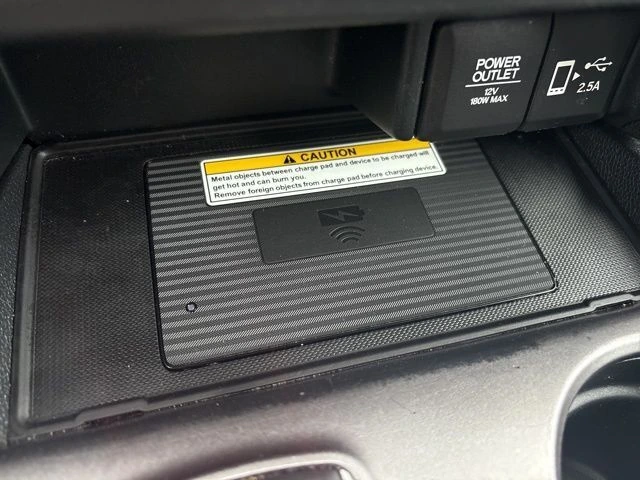 POWER
OUTLET
12V
180W MAX
2.5A
CAUTION
Metal objects between charge pad and device to be charged will
get hot and can burn you.
Remove foreign objects from charge pad before charging device